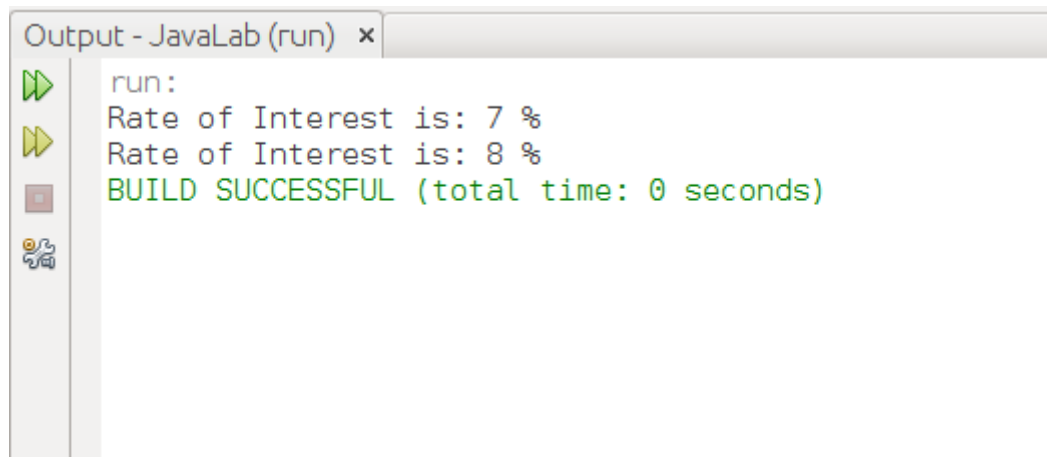 Output - JavaLab (run) ×
run:
Rate of Interest is: 7 %
Rate of Interest is: 8 %
BUILD SUCCESSFUL (total time: 0 seconds)